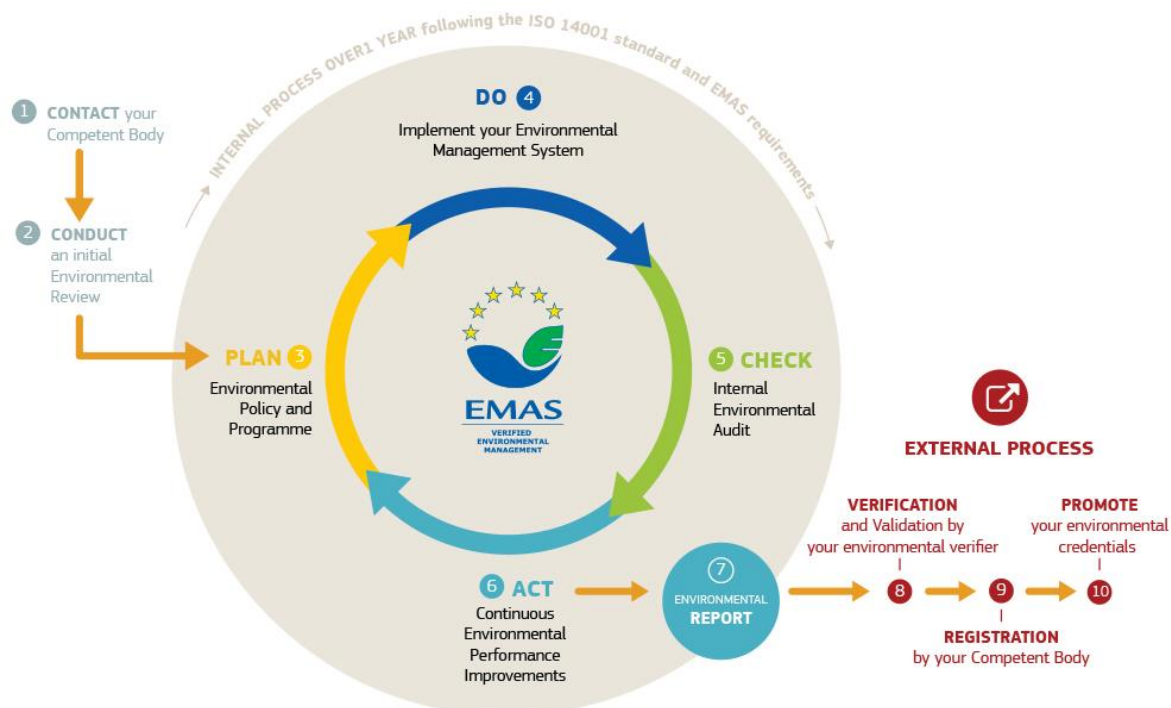 INTERNAL PROCESS OVER1 YEAR following the ISO 14001 standard and EMAS requirements
1 CONTACT your
Competent Body
2 CONDUCT
an initial
Environmental
Review
PLAN 3
Environmental
Policy and
Programme
DO 4
Implement your Environmental
Management System
5 CHECK
Internal
Environmental
Audit
EMAS
VERIFIED
ENVIRONMENTAL
MANAGEMENT
6 ACT
Continuous
Environmental
Performance
Improvements
7
ENVIRONMENTAL
REPORT
EXTERNAL PROCESS
VERIFICATION
and Validation by
your environmental verifier
8
9
REGISTRATION
by your Competent Body
PROMOTE
your environmental
credentials
10